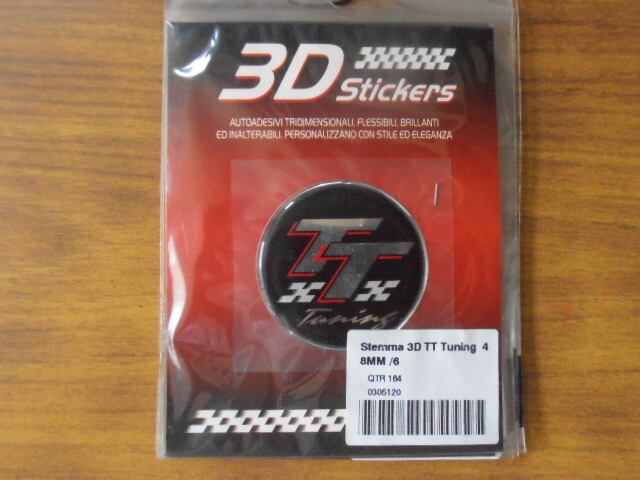 3D
Stickers
AUTOADESIVI TRIDIMENSIONALI, FLESSIBILI, BRILLANTI
ED INALTERABILI, PERSONALIZZANO CON STILE ED ELEGANZA
TT
Tuning
Stemma 3D TT Tuning 4
8MM /6
QTR 164
0305120